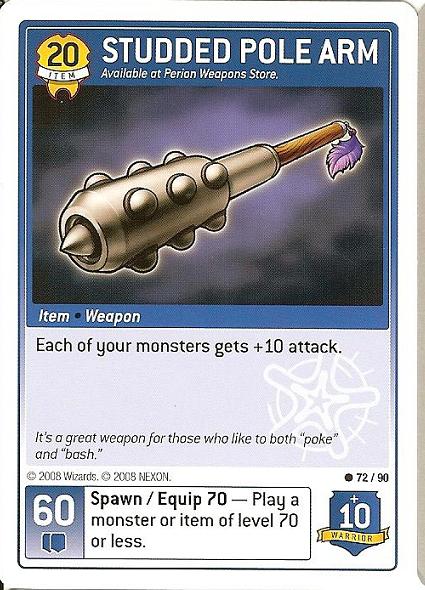 20
ITEM
STUDDED POLE ARM
Available at Perion Weapons Store.
Item • Weapon
Each of your monsters gets +10 attack.
It's a great weapon for those who like to both "poke"
and "bash."
© 2008 Wizards. © 2008 NEXON.
● 72 / 90
60
Spawn / Equip 70 — Play a
monster or item of level 70
or less.
+
10
WARRIOR